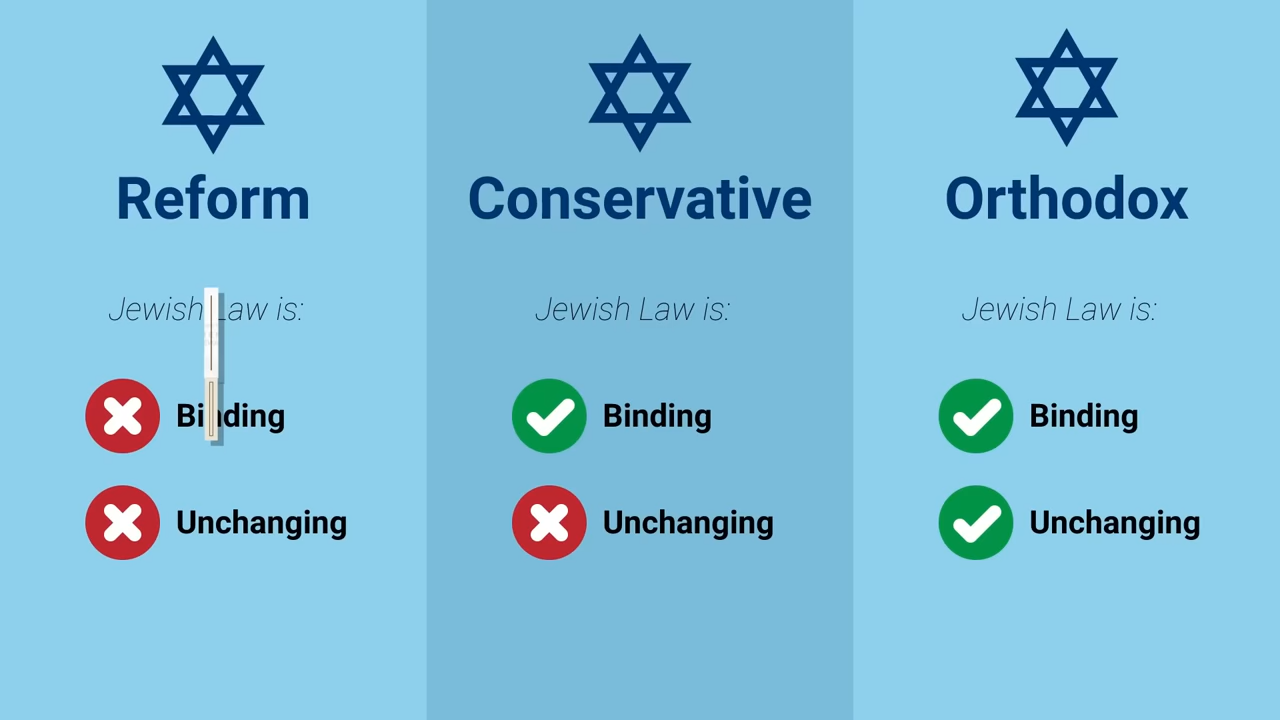 Reform
Jewish Law is:
Binding
Unchanging
Conservative
Jewish Law is:
Binding
Unchanging
Orthodox
Jewish Law is:
Binding
Unchanging